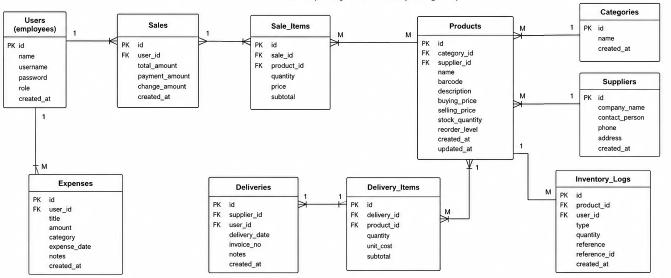 Users
(employees)
PK id
name
username
password
role
created_at
1
Sales
PK id
FK user_id
total_amount
payment_amount
change_amount
created_at
1
Sale_Items
PK id
FK sale_id
FK product_id
quantity
price
subtotal
M
Products
PK id
FK category_id
FK supplier_id
name
barcode
description
buying_price
selling_price
stock_quantity
reorder_level
created_at
updated_at
M 1
Categories
PK id
name
created_at
M 1
Suppliers
PK id
company_name
contact_person
phone
address
created_at
1
M
Expenses
PK id
FK user_id
title
amount
category
expense_date
notes
created_at
Deliveries
PK id
FK supplier_id
FK user_id
delivery_date
invoice_no
notes
created_at
1 1
Delivery_Items
PK id
FK delivery_id
FK product_id
quantity
unit_cost
subtotal
M
1
1
M
Inventory_Logs
PK id
FK product_id
FK user_id
type
quantity
reference
reference_id
created_at